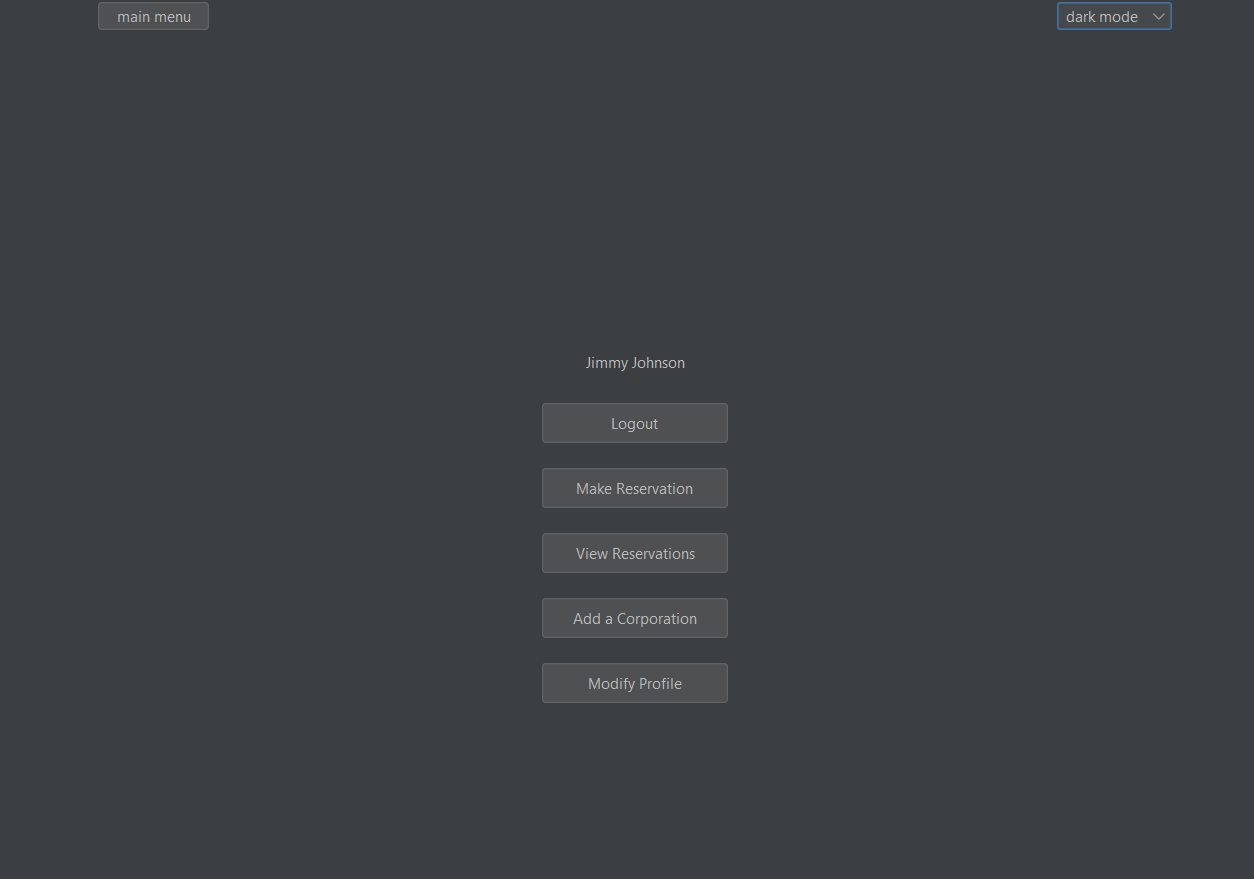 main menu
dark mode
Jimmy Johnson
Logout
Make Reservation
View Reservations
Add a Corporation
Modify Profile